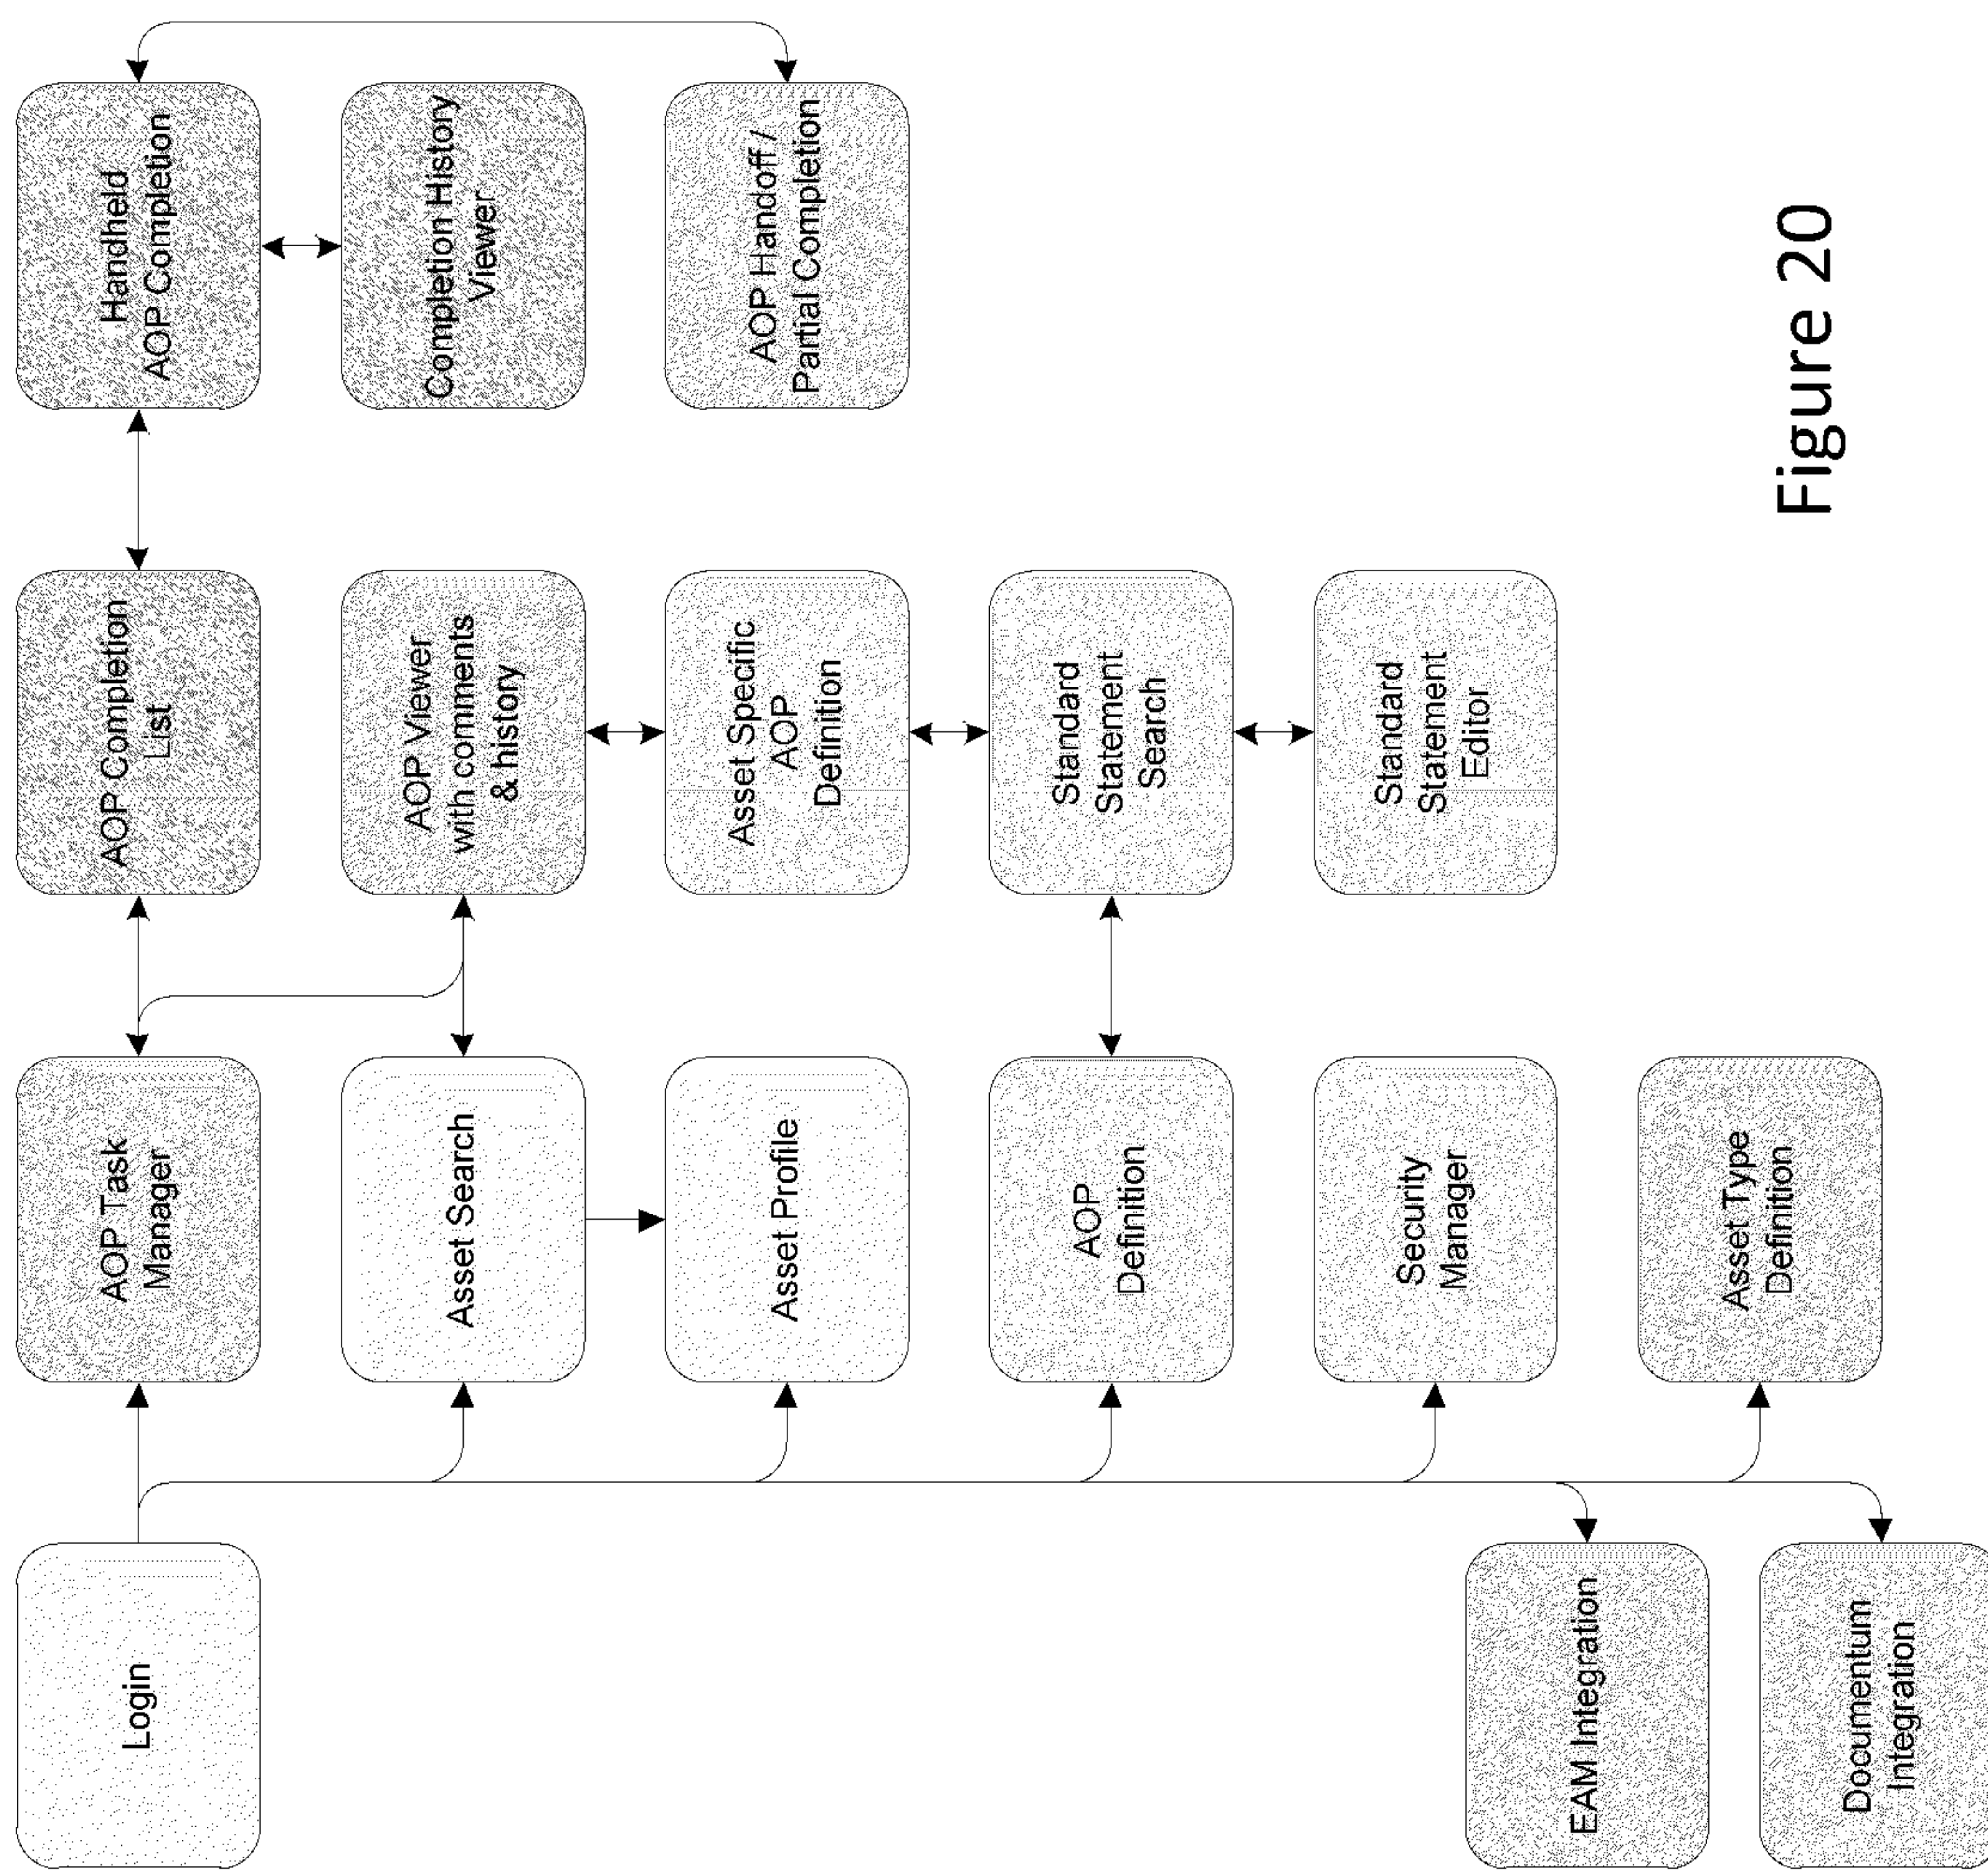 Login
AOP Task
Manager
AOP Completion
List
Handheld
AOP Completion
Asset Search
AOP Viewer
with comments
& history
Completion History
Viewer
Asset Profile
Asset Specific
AOP
Definition
AOP Handoff /
Partial Completion
AOP
Definition
Standard
Statement
Search
Security
Manager
Standard
Statement
Editor
EAM Integration
Asset Type
Definition
Documentum
Integration
Figure 20